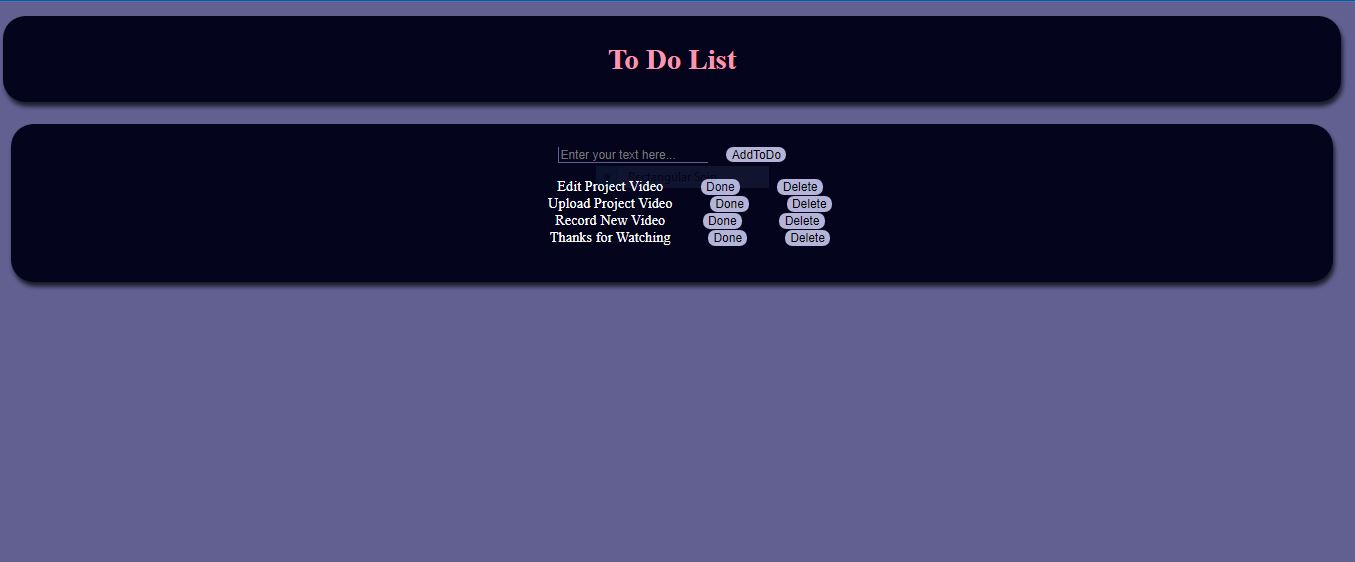 To Do List
Enter your text here... AddToDo
Rectangular Snip
Edit Project Video Done Delete
Upload Project Video Done Delete
Record New Video Done Delete
Thanks for Watching Done Delete